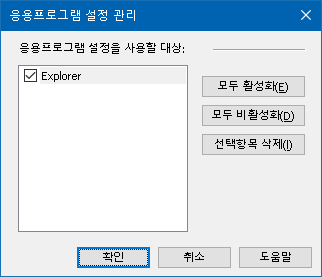 응용프로그램 설정 관리
응용프로그램 설정을 사용할 대상:
Explorer
모두 활성화(E)
모두 비활성화(D)
선택항목 삭제(I)
확인
취소
도움말